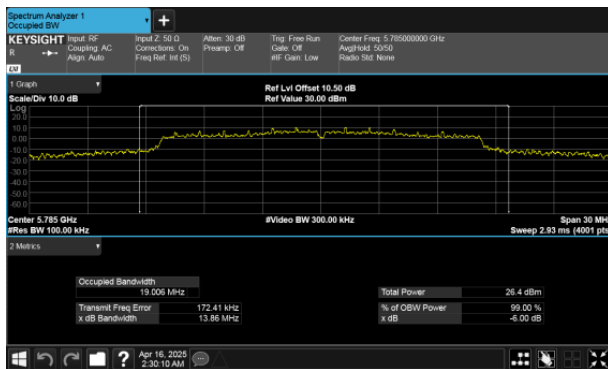 Spectrum Analyzer 1
Occupied BW
KEYSIGHT Input: RF Input Z: 50 Ω Atten: 30 dB Trig: Free Run Center Freq: 5.785000000 GHz
R Coupling: AC Corrections: On Preamp: Off Gate: Off Avg|Hold: 50/50
Align: Auto Freq Ref: Int (S) #IF Gain: Low Radio Std: None
LXI
1 Graph
Ref Lvl Offset 10.50 dB
Scale/Div 10.0 dB Ref Value 30.00 dBm
Log
20.0
10.0
0.00
-10.0
-20.0
-30.0
-40.0
-50.0
-60.0
Center 5.785 GHz #Video BW 300.00 kHz Span 30 MH
#Res BW 100.00 kHz Sweep 2.93 ms (4001 pts
2 Metrics
Occupied Bandwidth
19.006 MHz Total Power 26.4 dBm
Transmit Freq Error 172.41 kHz % of OBW Power 99.00 %
x dB Bandwidth 13.86 MHz x dB -6.00 dB
? Apr 16, 2025
2:30:10 AM